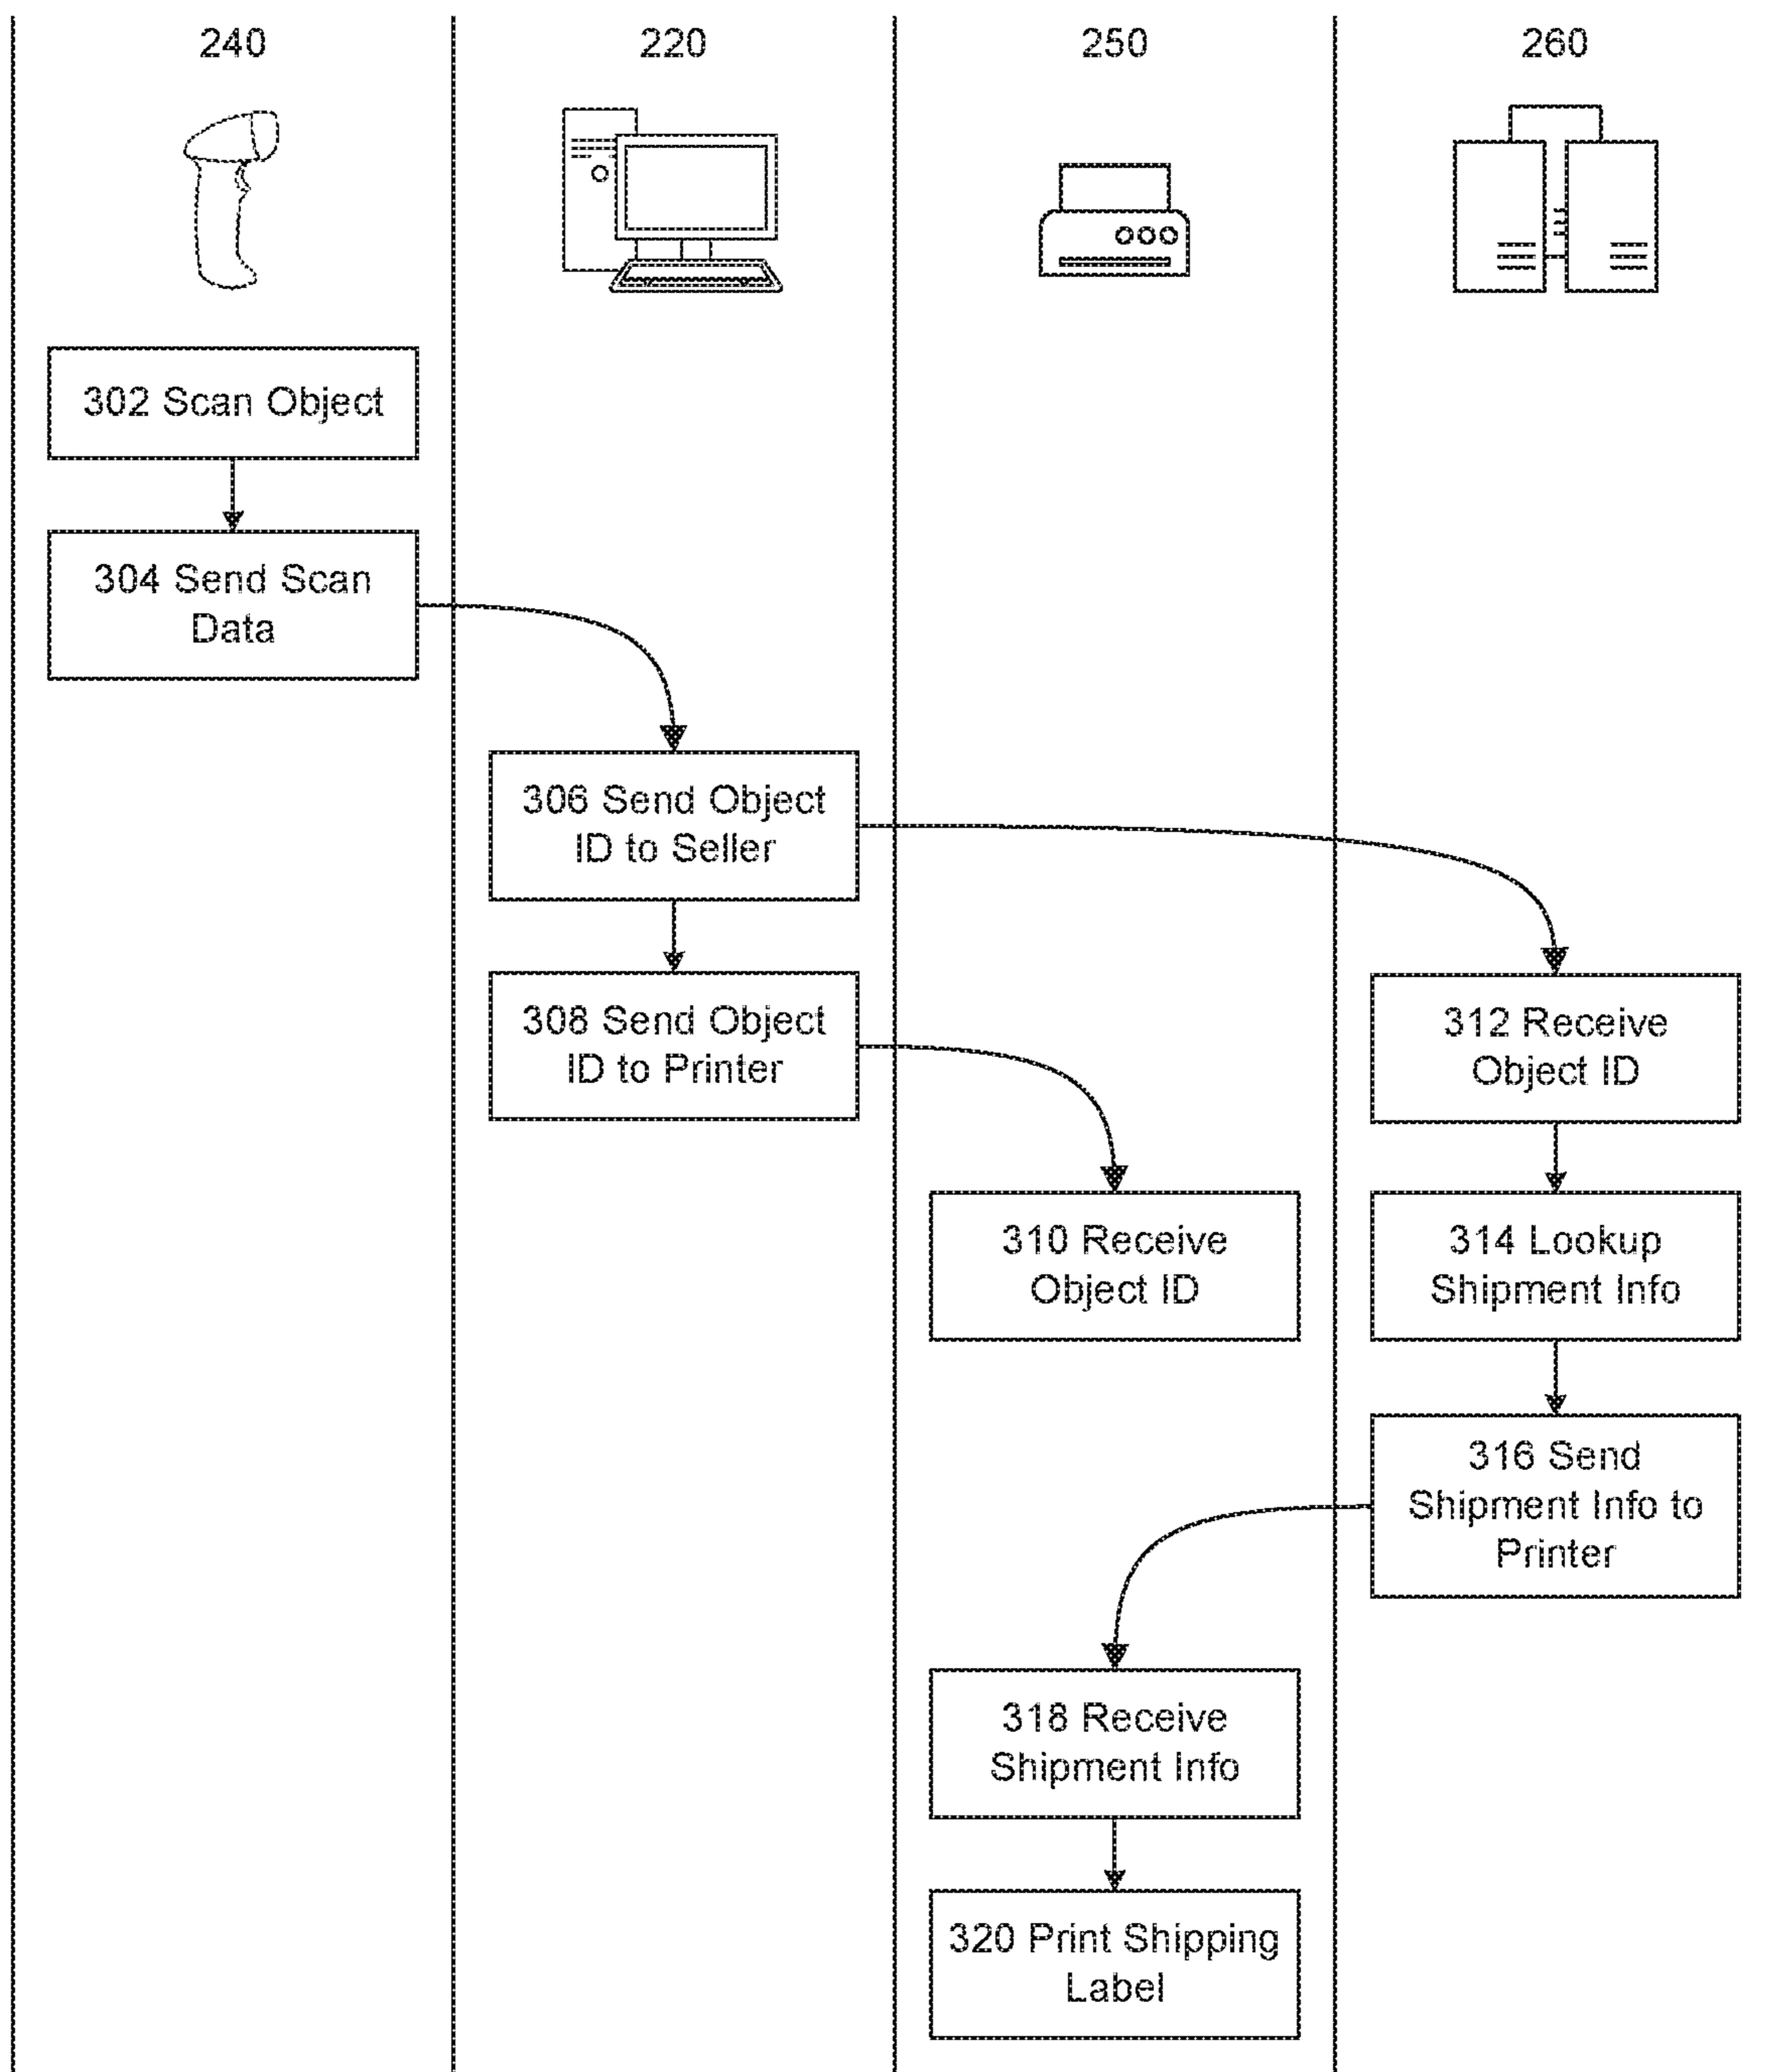 240
220
250
260
302 Scan Object
304 Send Scan
Data
306 Send Object
ID to Seller
308 Send Object
ID to Printer
312 Receive
Object ID
310 Receive
Object ID
314 Lookup
Shipment Info
316 Send
Shipment Info to
Printer
318 Receive
Shipment Info
320 Print Shipping
Label